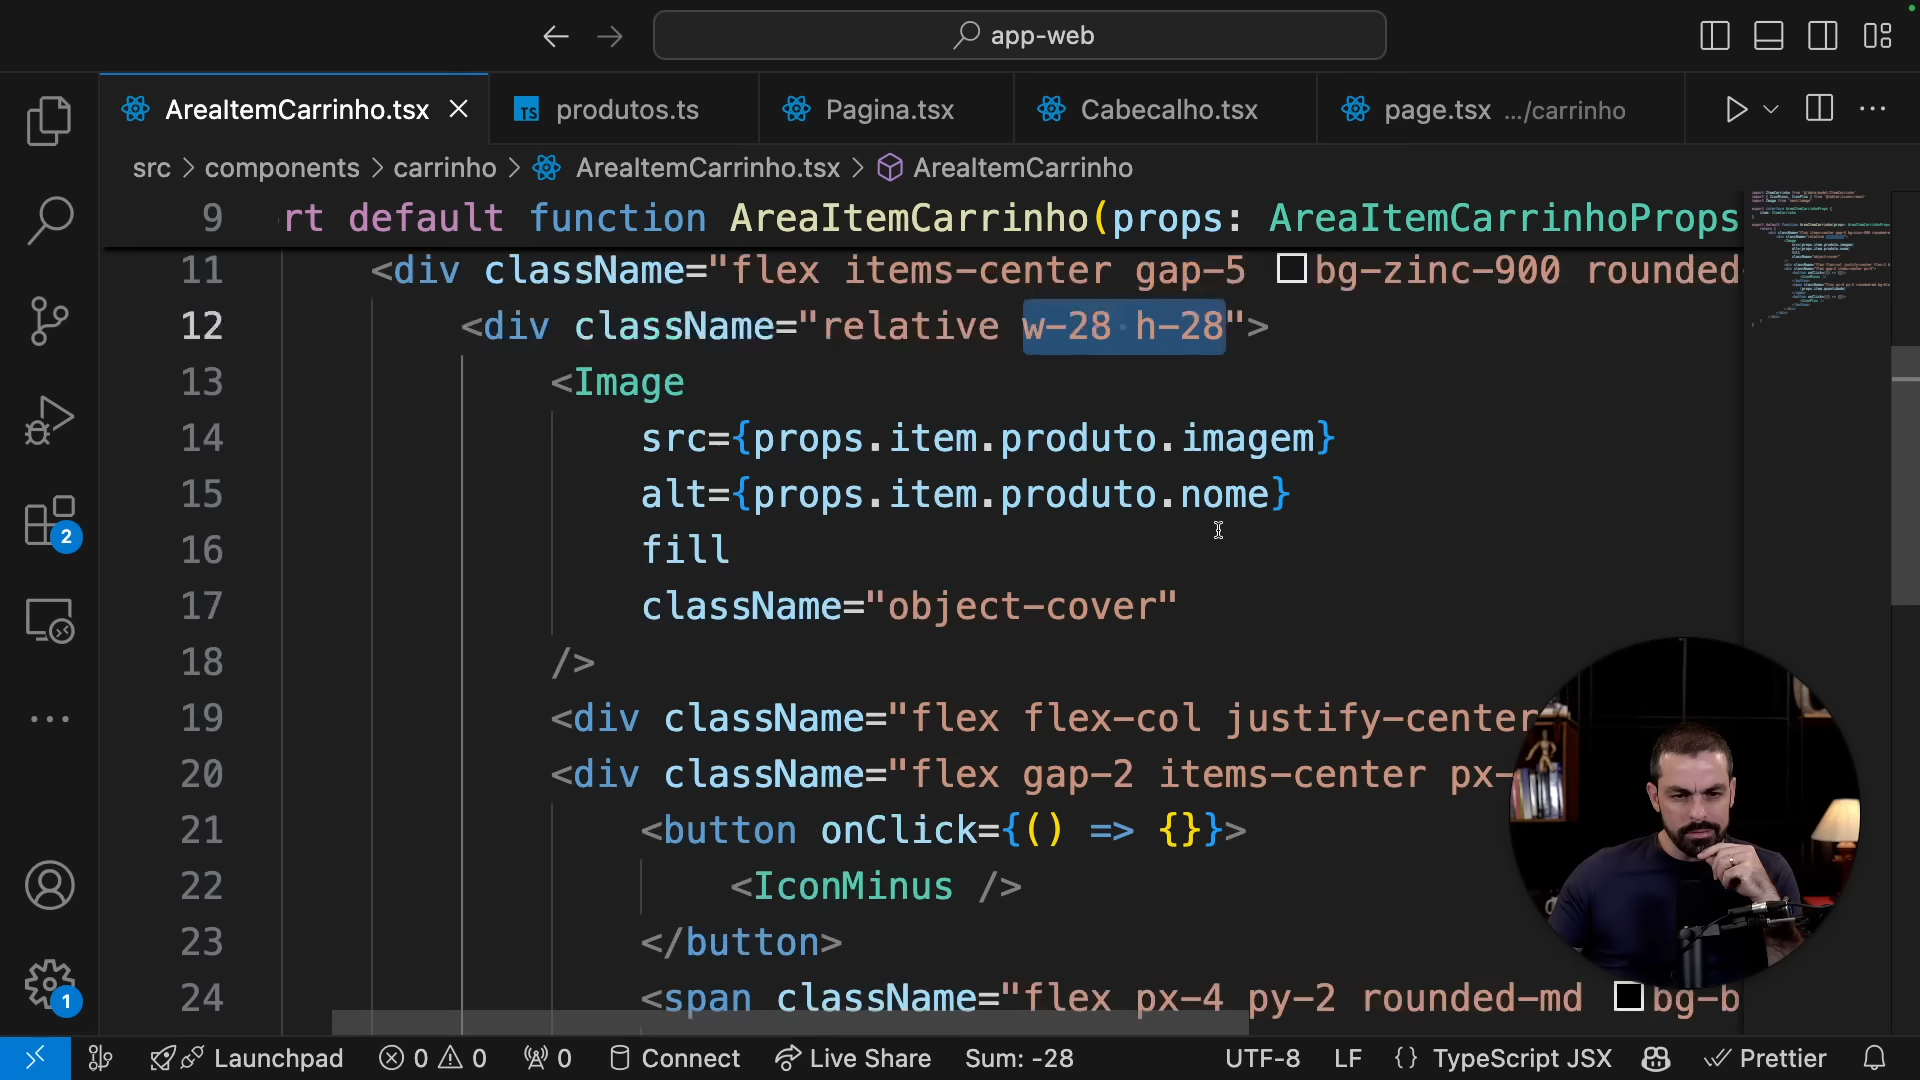 app-web
AreaItemCarrinho.tsx
produtos.ts
Pagina.tsx
Cabecalho.tsx
page.tsx .../carrinho
src > components > carrinho > AreaItemCarrinho.tsx > AreaItemCarrinho
9 rt default function AreaItemCarrinho(props: AreaItemCarrinhoProps
11 <div className="flex items-center gap-5 bg-zinc-900 rounded-
12 <div className="relative w-28 h-28">
13 <Image
14 src={props.item.produto.imagem}
15 alt={props.item.produto.nome}
16 fill
17 className="object-cover"
18 />
19 <div className="flex flex-col justify-center
20 <div className="flex gap-2 items-center px-
21 <button onClick={() => {}}>
22 <IconMinus />
23 </button>
24 <span className="flex px-4 py-2 rounded-md bg-b
2
1
Launchpad 0 0 0 Connect Live Share Sum: -28 UTF-8 LF {} TypeScript JSX Prettier